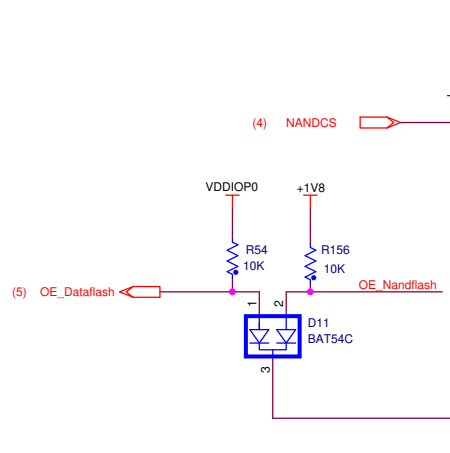 (4) NANDCS
VDDIOP0 +1V8
R54 R156
10K 10K
(5) OE_Dataflash OE_Nandflash
1 2
D11
BAT54C
3